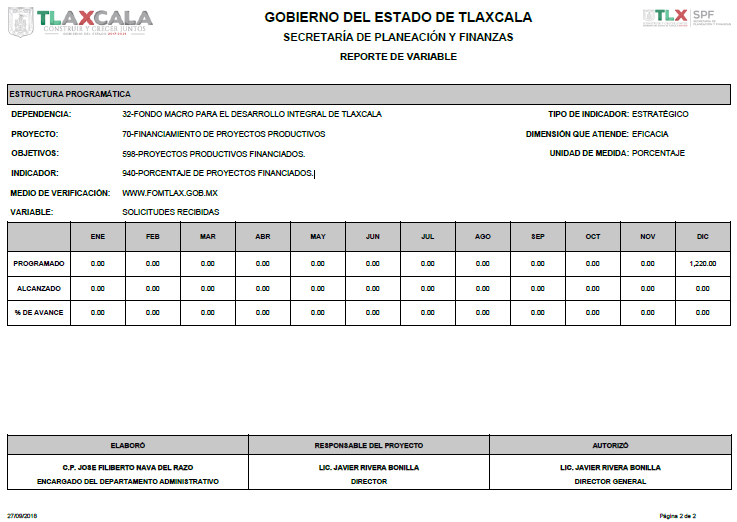 TLAXCALA
CONSTRUIR Y CRECER JUNTOS
GOBIERNO DEL ESTADO DE TLAXCALA
SECRETARÍA DE PLANEACIÓN Y FINANZAS
REPORTE DE VARIABLE
TLX SPF
ESTRUCTURA PROGRAMÁTICA
DEPENDENCIA: 32-FONDO MACRO PARA EL DESARROLLO INTEGRAL DE TLAXCALA TIPO DE INDICADOR: ESTRATÉGICO
PROYECTO: 70-FINANCIAMIENTO DE PROYECTOS PRODUCTIVOS DIMENSIÓN QUE ATIENDE: EFICACIA
OBJETIVOS: 598-PROYECTOS PRODUCTIVOS FINANCIADOS. UNIDAD DE MEDIDA: PORCENTAJE
INDICADOR: 940-PORCENTAJE DE PROYECTOS FINANCIADOS.
MEDIO DE VERIFICACIÓN: WWW.FOMTLAX.GOB.MX
VARIABLE: SOLICITUDES RECIBIDAS
ENE FEB MAR ABR MAY JUN JUL AGO SEP OCT NOV DIC
PROGRAMADO 0.00 0.00 0.00 0.00 0.00 0.00 0.00 0.00 0.00 0.00 0.00 1,220.00
ALCANZADO 0.00 0.00 0.00 0.00 0.00 0.00 0.00 0.00 0.00 0.00 0.00 0.00
% DE AVANCE 0.00 0.00 0.00 0.00 0.00 0.00 0.00 0.00 0.00 0.00 0.00 0.00
ELABORÓ RESPONSABLE DEL PROYECTO AUTORIZÓ
C.P. JOSE FILIBERTO NAVA DEL RAZO LIC. JAVIER RIVERA BONILLA LIC. JAVIER RIVERA BONILLA
ENCARGADO DEL DEPARTAMENTO ADMINISTRATIVO DIRECTOR DIRECTOR GENERAL
27/09/2018 Página 2 de 2